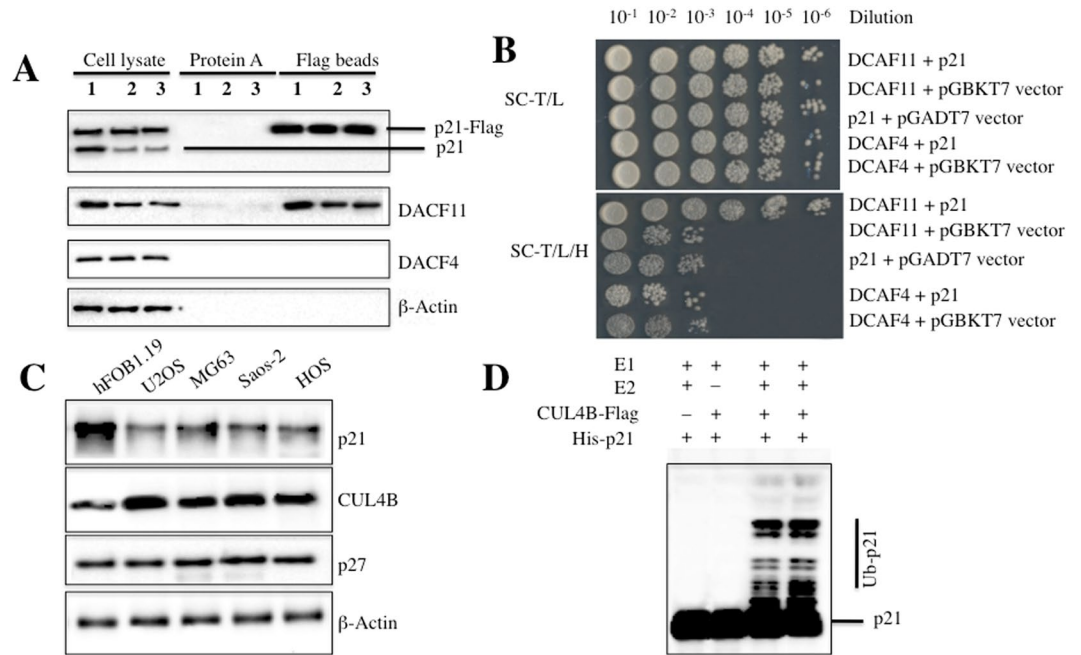 A
Cell lysate Protein A Flag beads
1 2 3 1 2 3 1 2 3
p21-Flag
p21
DACF11
DACF4
β-Actin
B
10-1 10-2 10-3 10-4 10-5 10-6 Dilution
SC-T/L
DCAF11 + p21
DCAF11 + pGBKT7 vector
p21 + pGADT7 vector
DCAF4 + p21
DCAF4 + pGBKT7 vector
SC-T/L/H
DCAF11 + p21
DCAF11 + pGBKT7 vector
p21 + pGADT7 vector
DCAF4 + p21
DCAF4 + pGBKT7 vector
C
hFOB1.19 U2OS MG63 Saos-2 HOS
p21
CUL4B
p27
β-Actin
D
E1 + + + +
E2 + – + +
CUL4B-Flag – + + +
His-p21 + + + +
Ub-p21
p21